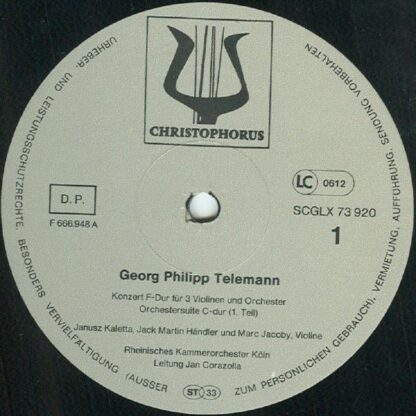 CHRISTOPHORUS
D.P.
F 666.948 A
LC 0612
SCGLX 73 920
1
Georg Philipp Telemann
Konzert F-Dur für 3 Violinen und Orchester
Orchestersuite C-dur (1. Teil)
Janusz Kaletta, Jack Martin Händler und Marc Jacoby, Violine
Rheinisches Kammerorchester Köln
Leitung Jan Corazolla
ST 33
URHEBER- UND LEISTUNGSSCHUTZRECHTE, BESONDERS VERVIELFÄLTIGUNG (AUSSER ZUM PERSÖNLICHEN GEBRAUCH), VERMIETUNG, AUFFÜHRUNG, SENDUNG VORBEHALTEN